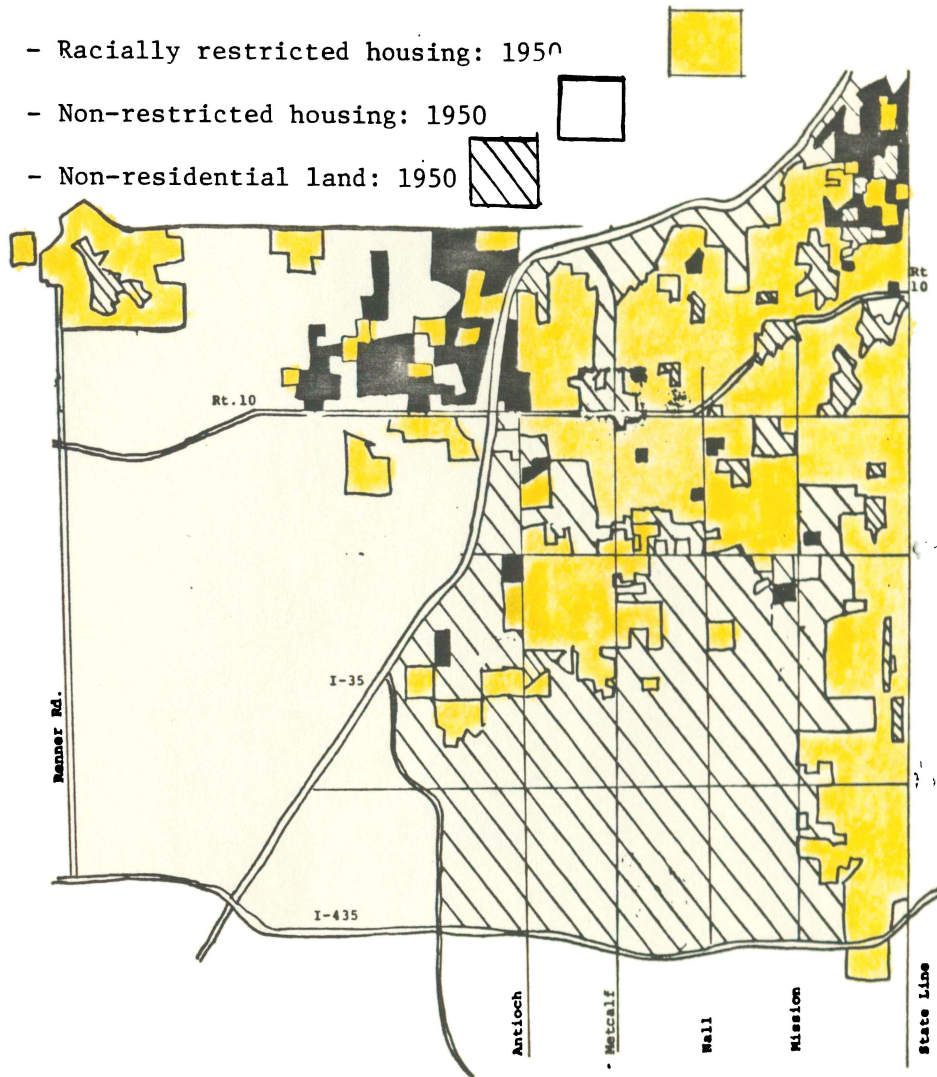 - Racially restricted housing: 1950
- Non-restricted housing: 1950
- Non-residential land: 1950
Rt
10
Rt.10
I-35
Renner Rd.
I-435
Antioch
- Metcalf
Nall
Mission
State Line